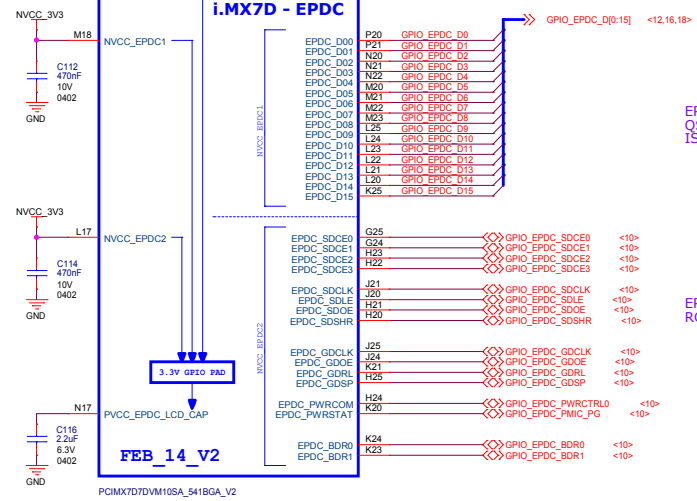 i.MX7D - EPDC
NVCC_3V3
M18
NVCC_EPDC1
C112
470nF
10V
0402
GND
NVCC_EPDC1
EPDC_D00 P20 GPIO_EPDC_D0
EPDC_D01 P21 GPIO_EPDC_D1
EPDC_D02 N20 GPIO_EPDC_D2
EPDC_D03 N21 GPIO_EPDC_D3
EPDC_D04 N22 GPIO_EPDC_D4
EPDC_D05 M20 GPIO_EPDC_D5
EPDC_D06 M21 GPIO_EPDC_D6
EPDC_D07 M22 GPIO_EPDC_D7
EPDC_D08 M23 GPIO_EPDC_D8
EPDC_D09 L25 GPIO_EPDC_D9
EPDC_D10 L24 GPIO_EPDC_D10
EPDC_D11 L23 GPIO_EPDC_D11
EPDC_D12 L22 GPIO_EPDC_D12
EPDC_D13 L21 GPIO_EPDC_D13
EPDC_D14 L20 GPIO_EPDC_D14
EPDC_D15 K25 GPIO_EPDC_D15
GPIO_EPDC_D[0:15] <12,16,18>
NVCC_3V3
L17
NVCC_EPDC2
C114
470nF
10V
0402
GND
NVCC_EPDC2
EPDC_SDCE0 G25 GPIO_EPDC_SDCE0 <10>
EPDC_SDCE1 G24 GPIO_EPDC_SDCE1 <10>
EPDC_SDCE2 H23 GPIO_EPDC_SDCE2 <10>
EPDC_SDCE3 H22 GPIO_EPDC_SDCE3 <10>
EPDC_SDCLK J21 GPIO_EPDC_SDCLK <10>
EPDC_SDLE J20 GPIO_EPDC_SDLE <10>
EPDC_SDOE H21 GPIO_EPDC_SDOE <10>
EPDC_SDSHR H20 GPIO_EPDC_SDSHR <10>
EPDC_GDCLK J25 GPIO_EPDC_GDCLK <10>
EPDC_GDOE J24 GPIO_EPDC_GDOE <10>
EPDC_GDRL K21 GPIO_EPDC_GDRL <10>
EPDC_GDSP H25 GPIO_EPDC_GDSP <10>
EPDC_PWRCOM H24 GPIO_EPDC_PWRCTRL0 <10>
EPDC_PWRSTAT K20 GPIO_EPDC_PMIC_PG <10>
EPDC_BDR0 K24 GPIO_EPDC_BDR0 <10>
EPDC_BDR1 K23 GPIO_EPDC_BDR1 <10>
3.3V GPIO PAD
N17
PVCC_EPDC_LCD_CAP
C116
2.2uF
6.3V
0402
GND
FEB_14_V2
PCIMX7D7DVM10SA_541BGA_V2